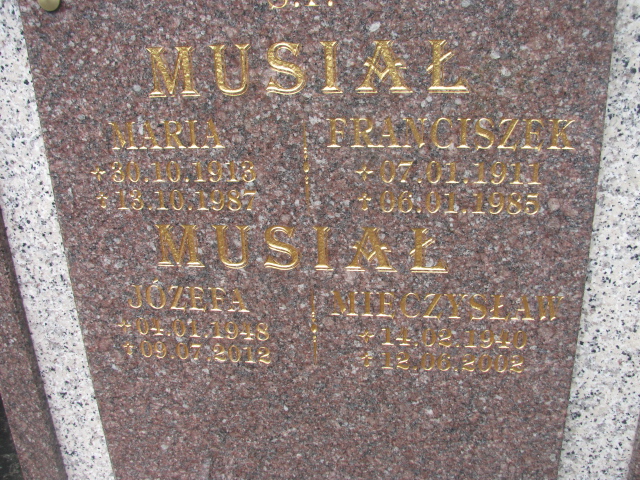 Ś.P.
MUSIAŁ
MARIA FRANCISZEK
* 30.10.1913 * 07.01.1911
✝ 13.10.1987 ✝ 06.01.1985
MUSIAŁ
JÓZEFA MIECZYSŁAW
* 04.01.1948 * 14.02.1940
✝ 09.07.2012 ✝ 12.06.2002